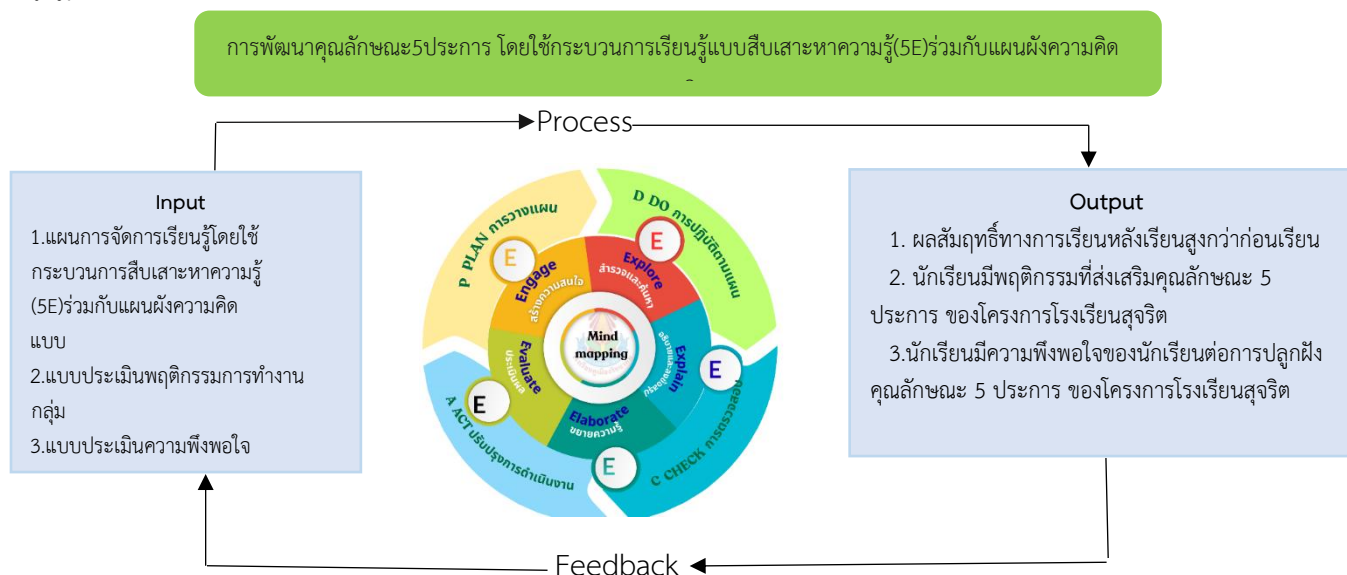 การพัฒนาคุณลักษณะ5ประการ โดยใช้กระบวนการเรียนรู้แบบสืบเสาะหาความรู้(5E)ร่วมกับแผนผังความคิด
Process
Input
1.แผนการจัดการเรียนรู้โดยใช้
กระบวนการสืบเสาะหาความรู้
(5E)ร่วมกับแผนผังความคิด
แบบ
2.แบบประเมินพฤติกรรมการทำงาน
กลุ่ม
3.แบบประเมินความพึงพอใจ
P PLAN การวางแผน
D DO การปฏิบัติตามแผน
C CHECK การตรวจสอบ
A ACT ปรับปรุงการดำเนินงาน
E
E
E
E
E
Engage
สร้างความสนใจ
Explore
สำรวจและค้นหา
Explain
อธิบายและลงข้อสรุป
Elaborate
ขยายความรู้
Evaluate
ประเมินผล
Mind
mapping
Output
1. ผลสัมฤทธิ์ทางการเรียนหลังเรียนสูงกว่าก่อนเรียน
2. นักเรียนมีพฤติกรรมที่ส่งเสริมคุณลักษณะ 5
ประการ ของโครงการโรงเรียนสุจริต
3.นักเรียนมีความพึงพอใจของนักเรียนต่อการปลูกฝัง
คุณลักษณะ 5 ประการ ของโครงการโรงเรียนสุจริต
Feedback